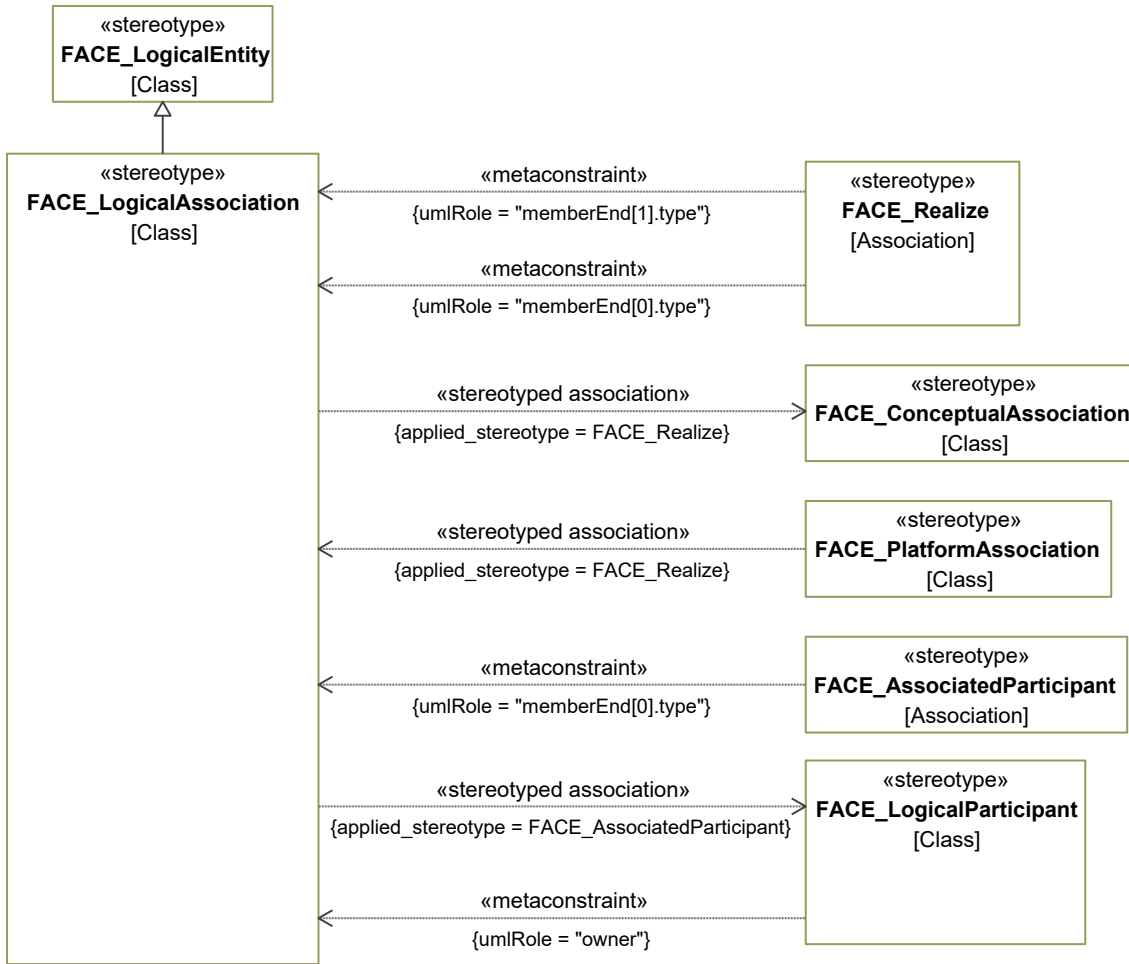 «stereotype»
FACE_LogicalEntity
[Class]
«stereotype»
FACE_LogicalAssociation
[Class]
«metaconstraint»
{umlRole = "memberEnd[1].type"}
«metaconstraint»
{umlRole = "memberEnd[0].type"}
«stereotype»
FACE_Realize
[Association]
«stereotyped association»
{applied_stereotype = FACE_Realize}
«stereotype»
FACE_ConceptualAssociation
[Class]
«stereotyped association»
{applied_stereotype = FACE_Realize}
«stereotype»
FACE_PlatformAssociation
[Class]
«metaconstraint»
{umlRole = "memberEnd[0].type"}
«stereotype»
FACE_AssociatedParticipant
[Association]
«stereotyped association»
{applied_stereotype = FACE_AssociatedParticipant}
«stereotype»
FACE_LogicalParticipant
[Class]
«metaconstraint»
{umlRole = "owner"}